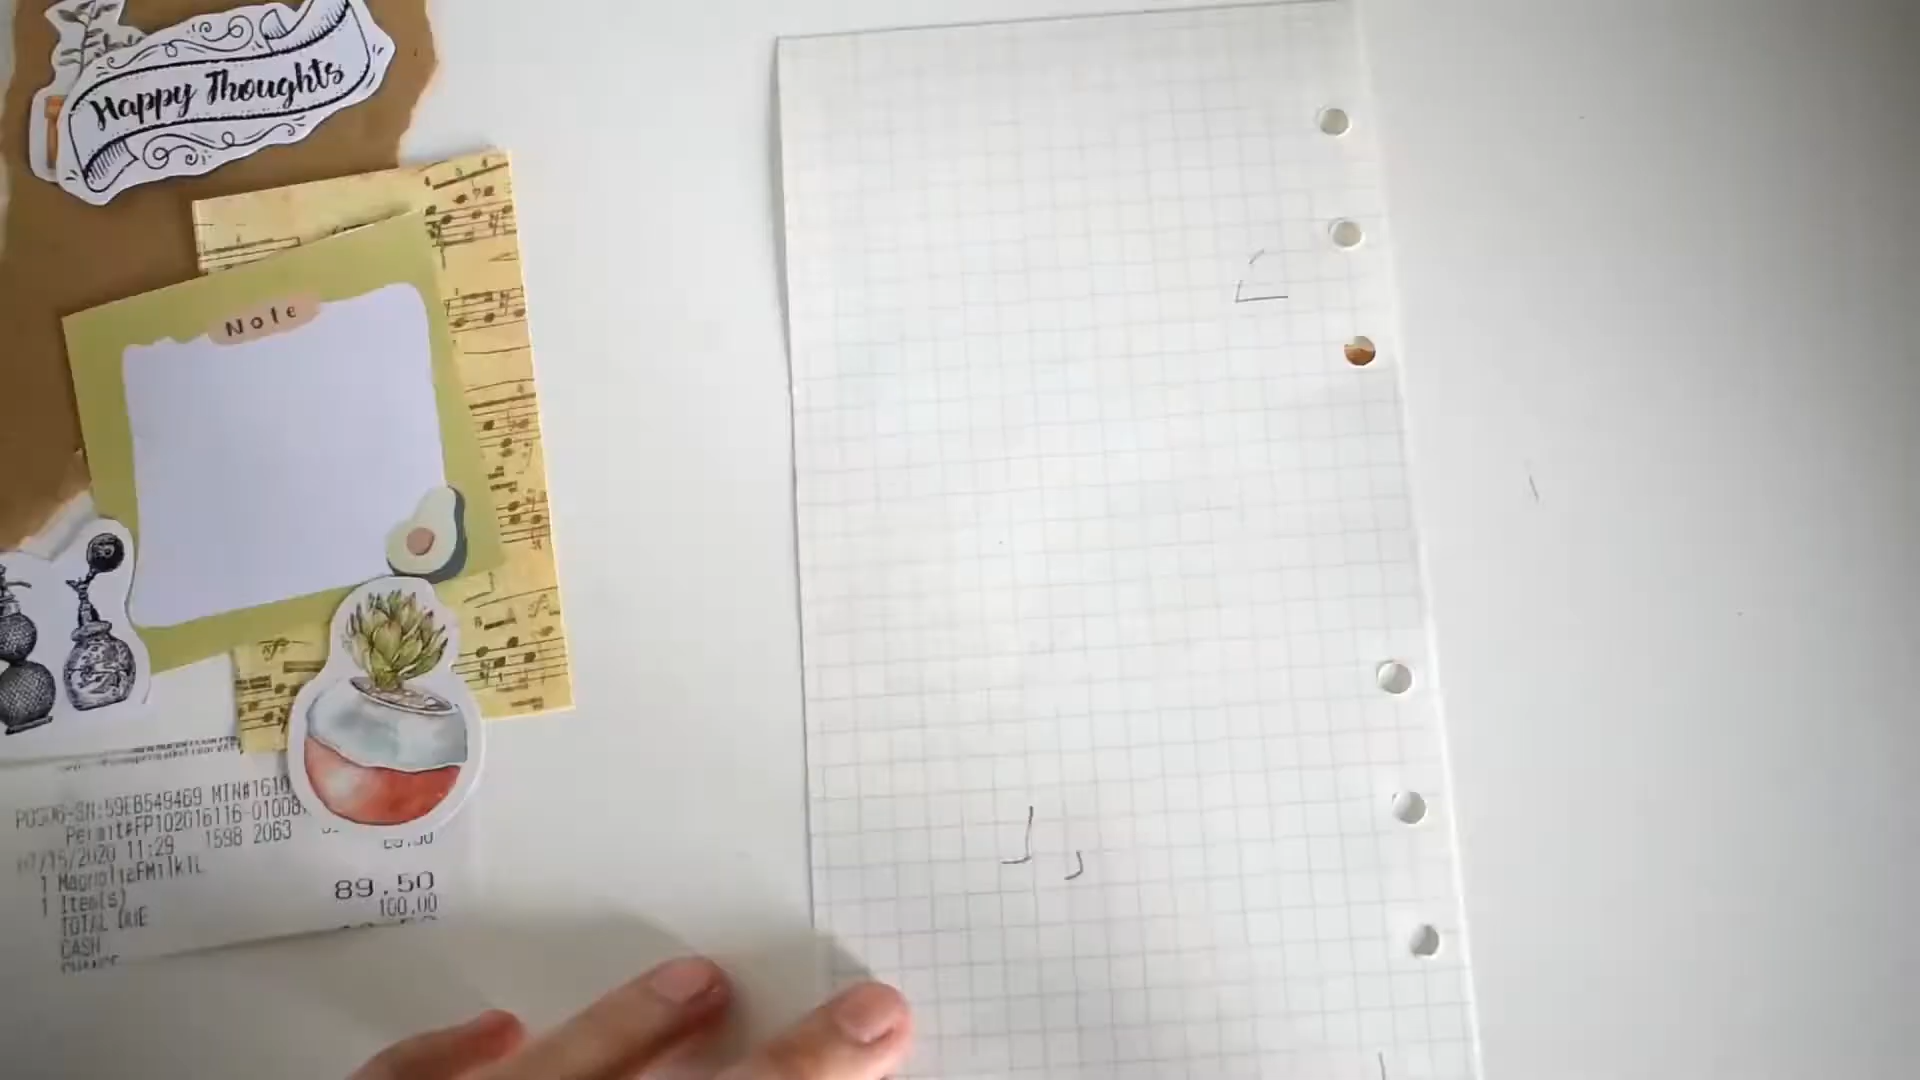 Happy Thoughts
Note
POS06-SN:59EB549469 MIN#1610
Permit#FP102016116-01008
07/15/2020 11:29 1598 2063
1 MagnoliaFMilk1L
1 Item(s)
TOTAL DUE 89.50
CASH 100.00